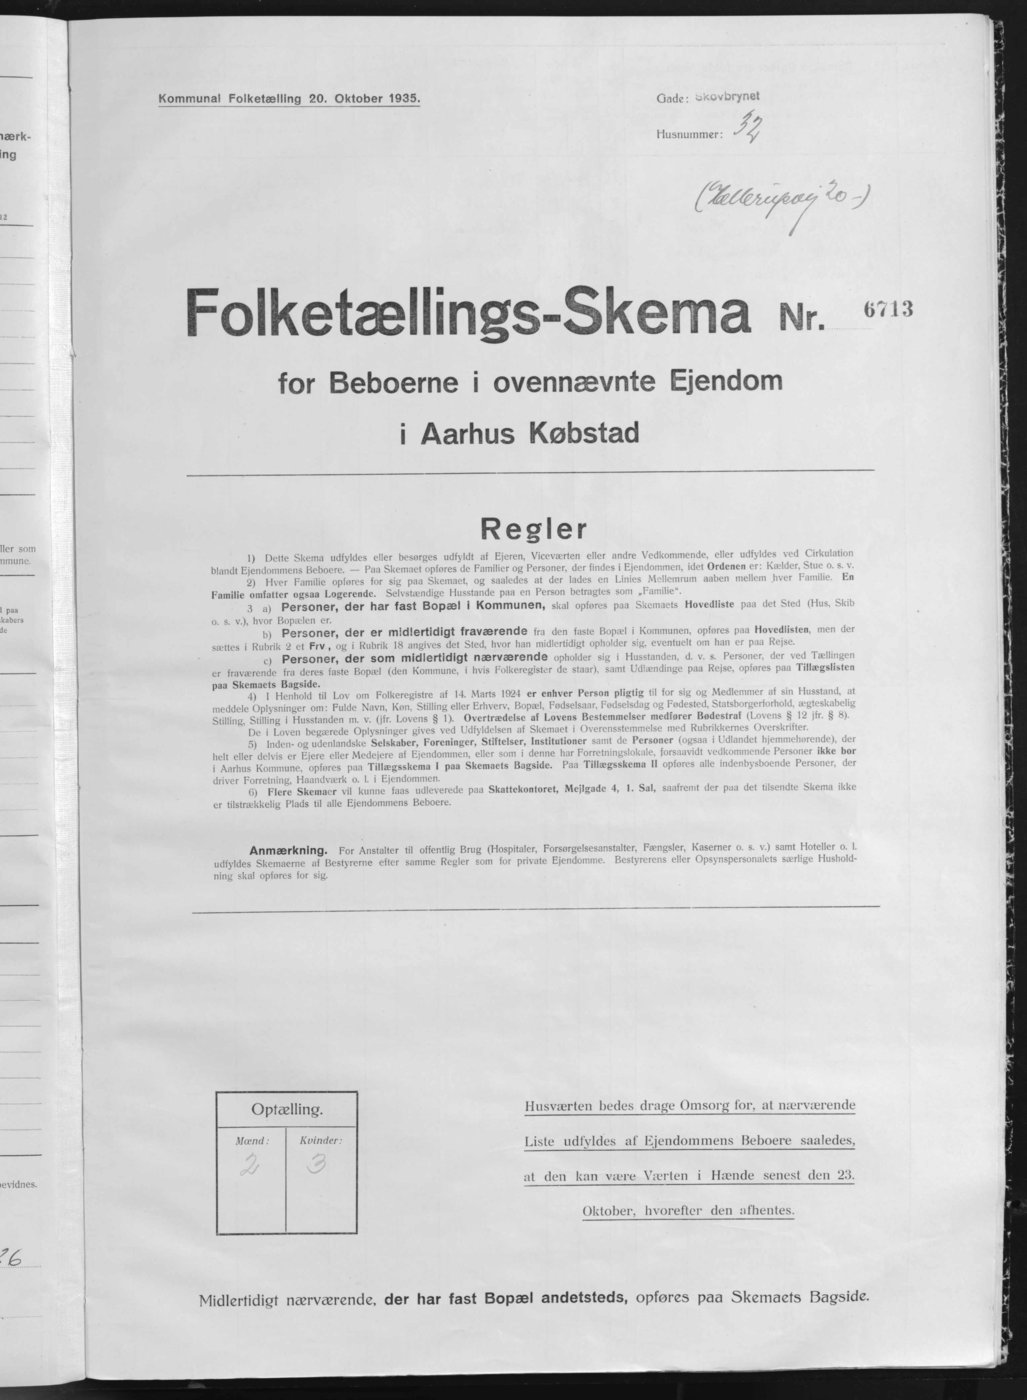 Kommunal Folketælling 20. Oktober 1935.
Gade: Skovbrynet
Husnummer: 32
Folketællings-Skema Nr. 6713
for Beboerne i ovennævnte Ejendom
i Aarhus Købstad
Regler
1) Dette Skema udfyldes eller besørges udfyldt af Ejeren, Viceværten eller andre Vedkommende, eller udfyldes ved Cirkulation
blandt Ejendommens Beboere. — Paa Skemaet opføres de Familier og Personer, der findes i Ejendommen, idet Ordenen er: Kælder, Stue o. s. v.
2) Hver Familie opføres for sig paa Skemaet, og saaledes at der lades en Linies Mellemrum aaben mellem hver Familie. En
Familie omfatter ogsaa Logerende. Selvstændige Husstande paa en Person betragtes som „Familie“.
3 a) Personer, der har fast Bopæl i Kommunen, skal opføres paa Skemaets Hovedliste paa det Sted (Hus, Skib
o. s. v.), hvor Bopælen er.
b) Personer, der er midlertidigt fraværende fra den faste Bopæl i Kommunen, opføres paa Hovedlisten, men der
sættes i Rubrik 2 et Frv, og i Rubrik 18 angives det Sted, hvor han midlertidigt opholder sig, eventuelt om han er paa Rejse.
c) Personer, der som midlertidigt nærværende opholder sig i Husstanden, d. v. s. Personer, der ved Tællingen
er fraværende fra deres faste Bopæl (den Kommune, i hvis Folkeregister de staar), samt Udlændinge paa Rejse, opføres paa Tillægslisten
paa Skemaets Bagside.
4) I Henhold til Lov om Folkeregistre af 14. Marts 1924 er enhver Person pligtig til for sig og Medlemmer af sin Husstand, at
meddele Oplysninger om: Fulde Navn, Køn, Stilling eller Erhverv, Bopæl, Fødselsaar, Fødselsdag og Fødested, Statsborgerforhold, ægteskabelig
Stilling, Stilling i Husstanden m. v. (jfr. Lovens § 1). Overtrædelse af Lovens Bestemmelser medfører Bødestraf (Lovens § 12 jfr. § 8).
De i Loven begærede Oplysninger gives ved Udfyldelsen af Skemaet i Overensstemmelse med Rubrikkernes Overskrifter.
5) Inden- og udenlandske Selskaber, Foreninger, Stiftelser, Institutioner samt de Personer (ogsaa i Udlandet hjemmehørende), der
helt eller delvis er Ejere eller Medejere af Ejendommen, eller som i denne har Forretningslokale, forsaavidt vedkommende Personer ikke bor
i Aarhus Kommune, opføres paa Tillægsskema I paa Skemaets Bagside. Paa Tillægsskema II opføres alle indenbysboende Personer, der
driver Forretning, Haandværk o. l. i Ejendommen.
6) Flere Skemaer vil kunne faas udleverede paa Skattekontoret, Mejlgade 4, 1. Sal, saafremt der paa det tilsendte Skema ikke
er tilstrækkelig Plads til alle Ejendommens Beboere.
Anmærkning. For Anstalter til offentlig Brug (Hospitaler, Forsørgelsesanstalter, Fængsler, Kaserner o. s. v.) samt Hoteller o. l.
udfyldes Skemaerne af Bestyrerne efter samme Regler som for private Ejendomme. Bestyrerens eller Opsynspersonalets særlige Hushold-
ning skal opføres for sig.
Optælling.
Mænd: Kvinder:
2 3
Husværten bedes drage Omsorg for, at nærværende
Liste udfyldes af Ejendommens Beboere saaledes,
at den kan være Værten i Hænde senest den 23.
Oktober, hvorefter den afhentes.
Midlertidigt nærværende, der har fast Bopæl andetsteds, opføres paa Skemaets Bagside.